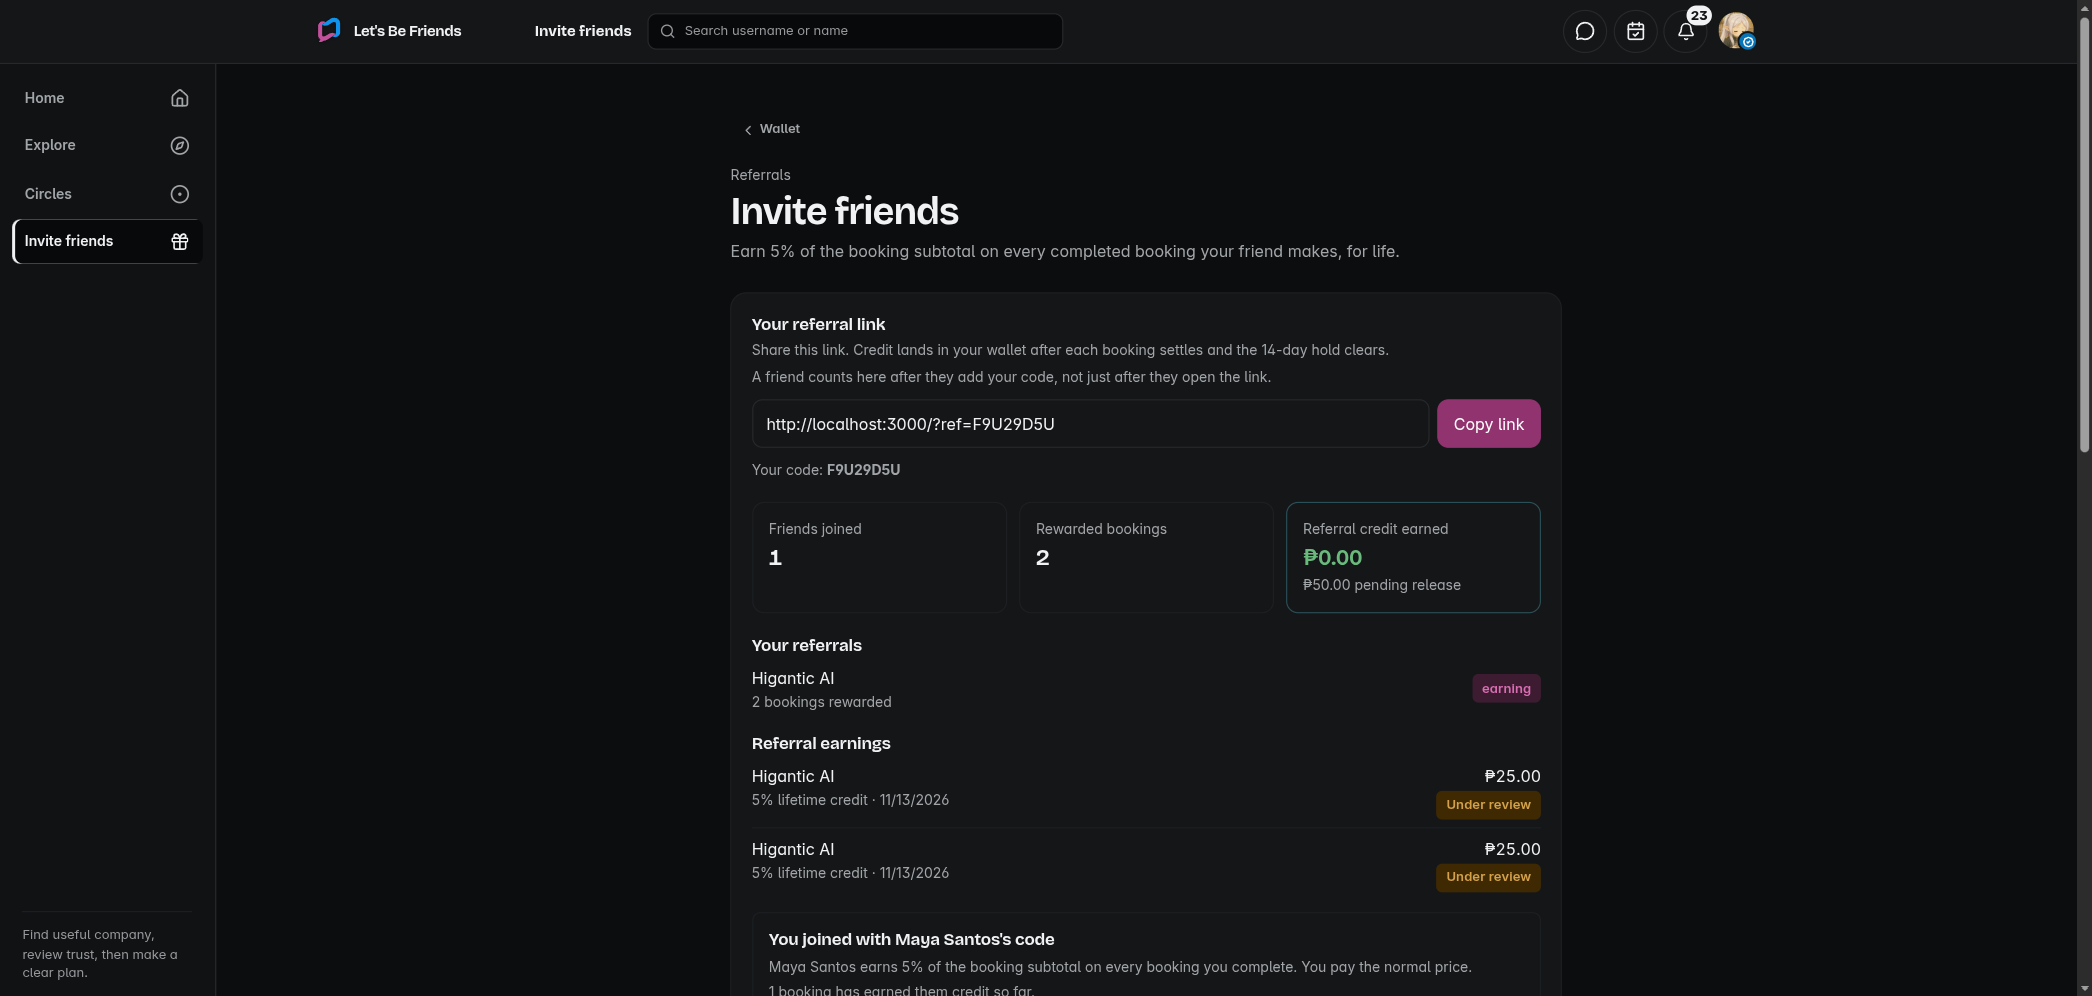 Let's Be Friends
Invite friends
Search username or name
23
Home
Explore
Circles
Invite friends
Find useful company,
review trust, then make a
clear plan.
Wallet
Referrals
Invite friends
Earn 5% of the booking subtotal on every completed booking your friend makes, for life.
Your referral link
Share this link. Credit lands in your wallet after each booking settles and the 14-day hold clears.
A friend counts here after they add your code, not just after they open the link.
http://localhost:3000/?ref=F9U29D5U
Copy link
Your code: F9U29D5U
Friends joined
1
Rewarded bookings
2
Referral credit earned
₱0.00
₱50.00 pending release
Your referrals
Higantic AI
2 bookings rewarded
earning
Referral earnings
Higantic AI
5% lifetime credit · 11/13/2026
₱25.00
Under review
Higantic AI
5% lifetime credit · 11/13/2026
₱25.00
Under review
You joined with Maya Santos's code
Maya Santos earns 5% of the booking subtotal on every booking you complete. You pay the normal price.
1 booking has earned them credit so far.